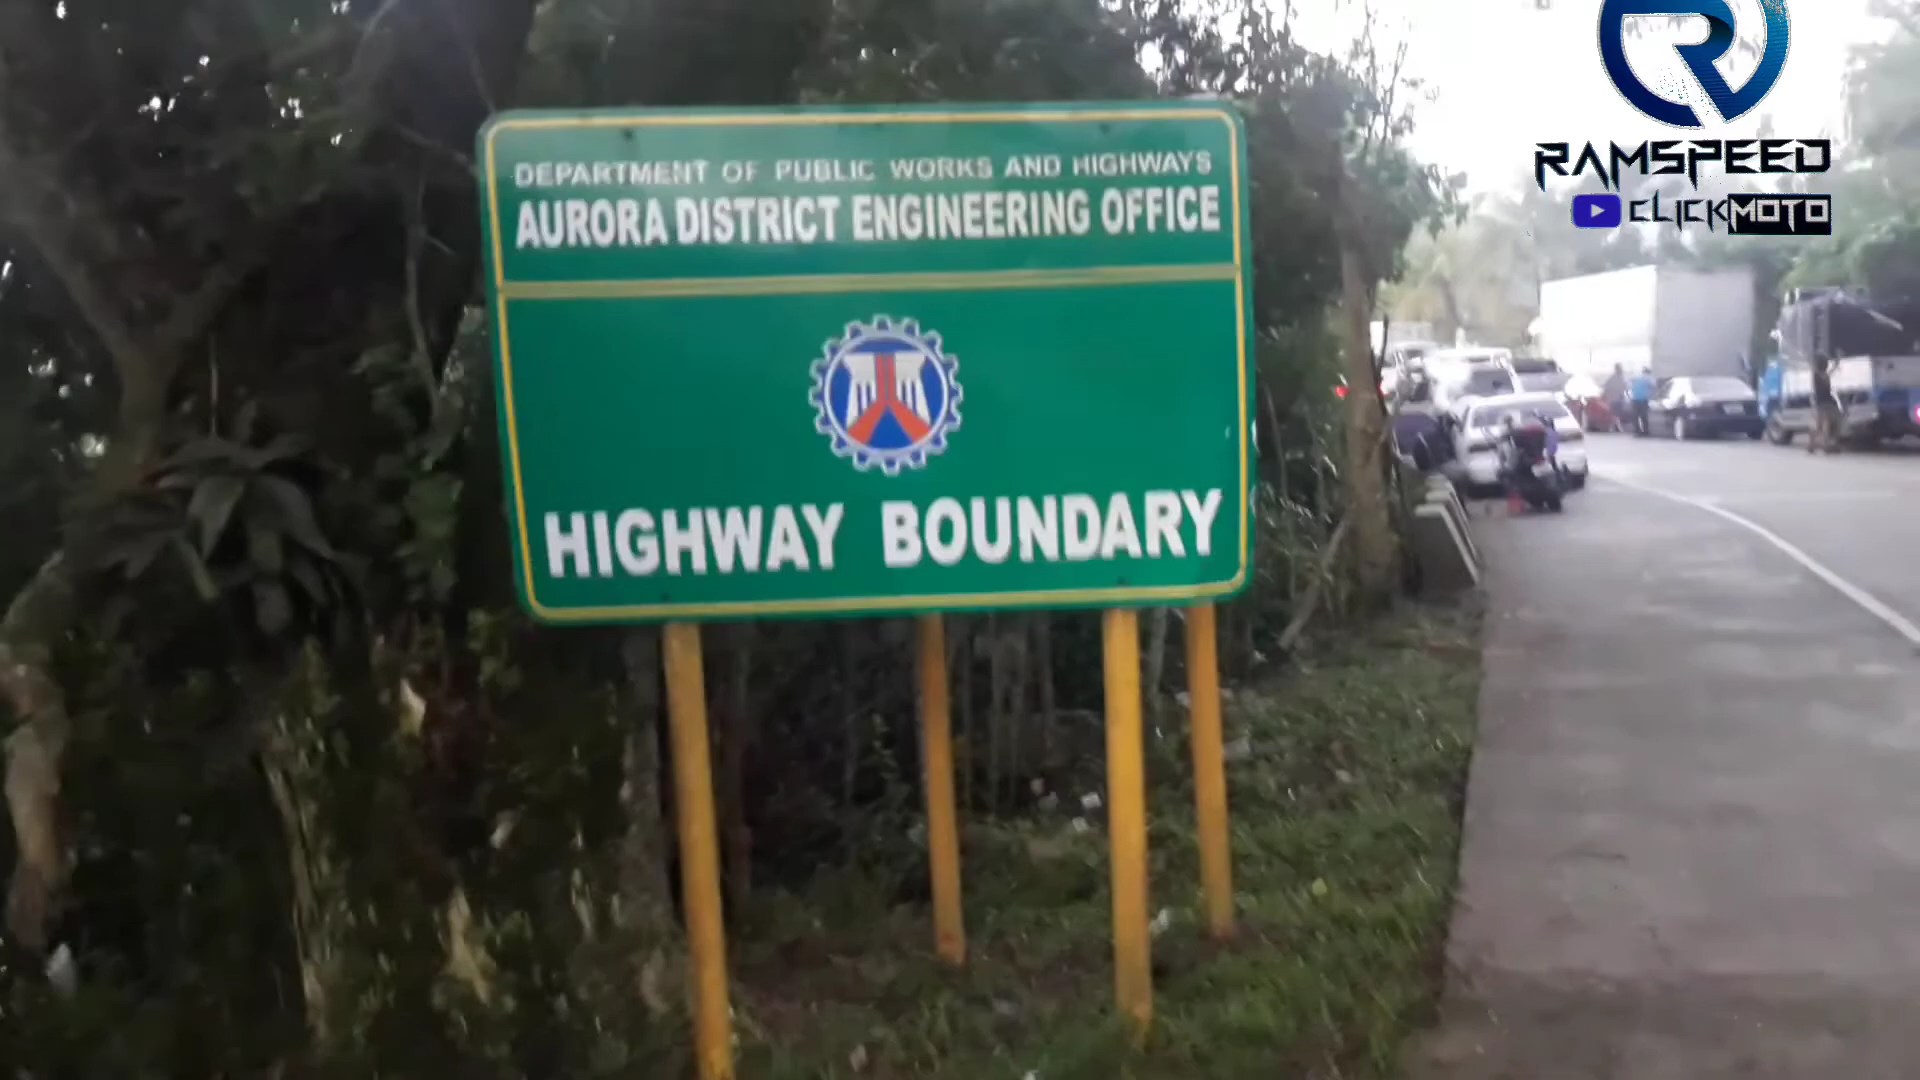 DEPARTMENT OF PUBLIC WORKS AND HIGHWAYS
AURORA DISTRICT ENGINEERING OFFICE
HIGHWAY BOUNDARY
RAMSPEED
CLICKMOTO